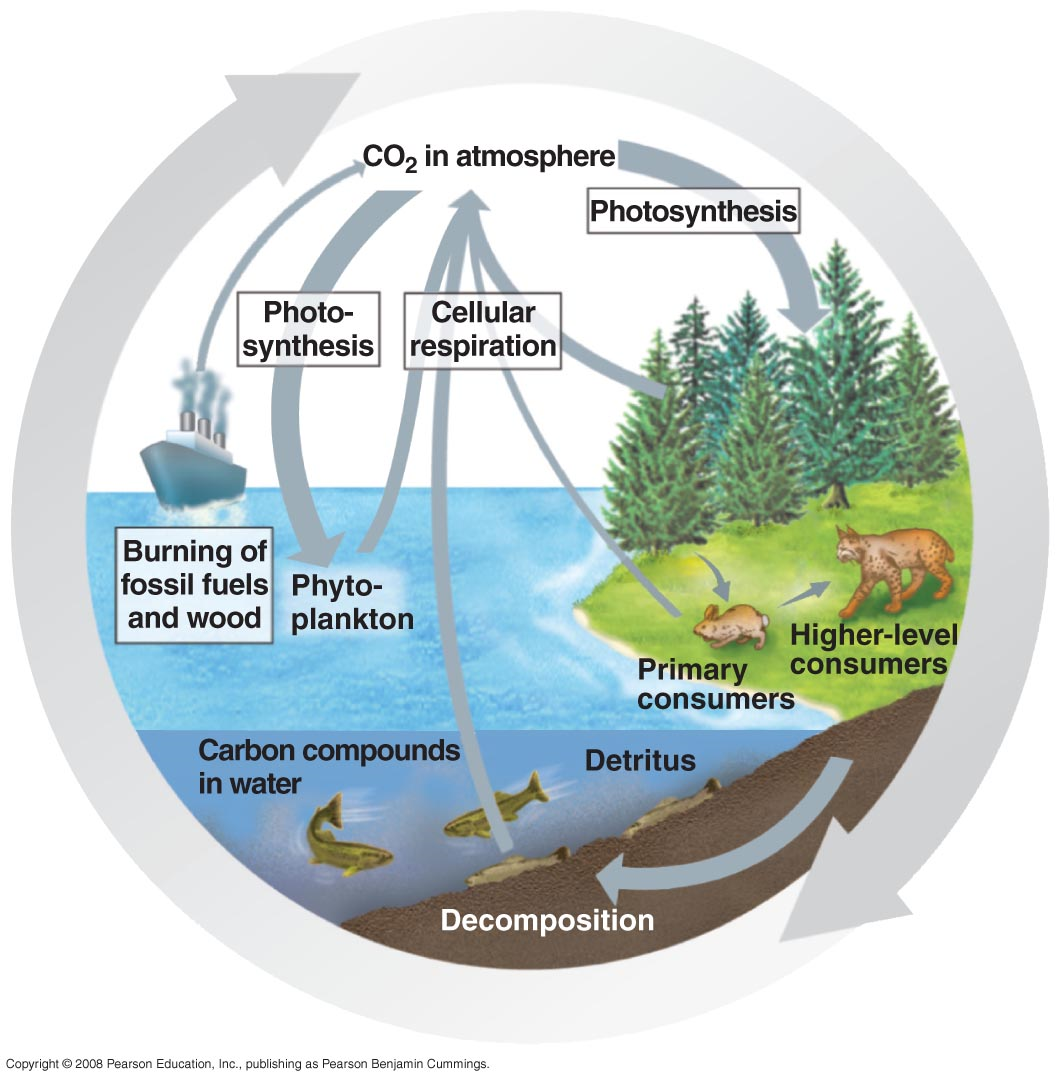 CO₂ in atmosphere
Photosynthesis
Photo-
synthesis
Cellular
respiration
Burning of
fossil fuels
and wood
Phyto-
plankton
Higher-level
consumers
Primary
consumers
Carbon compounds
in water
Detritus
Decomposition
Copyright © 2008 Pearson Education, Inc., publishing as Pearson Benjamin Cummings.